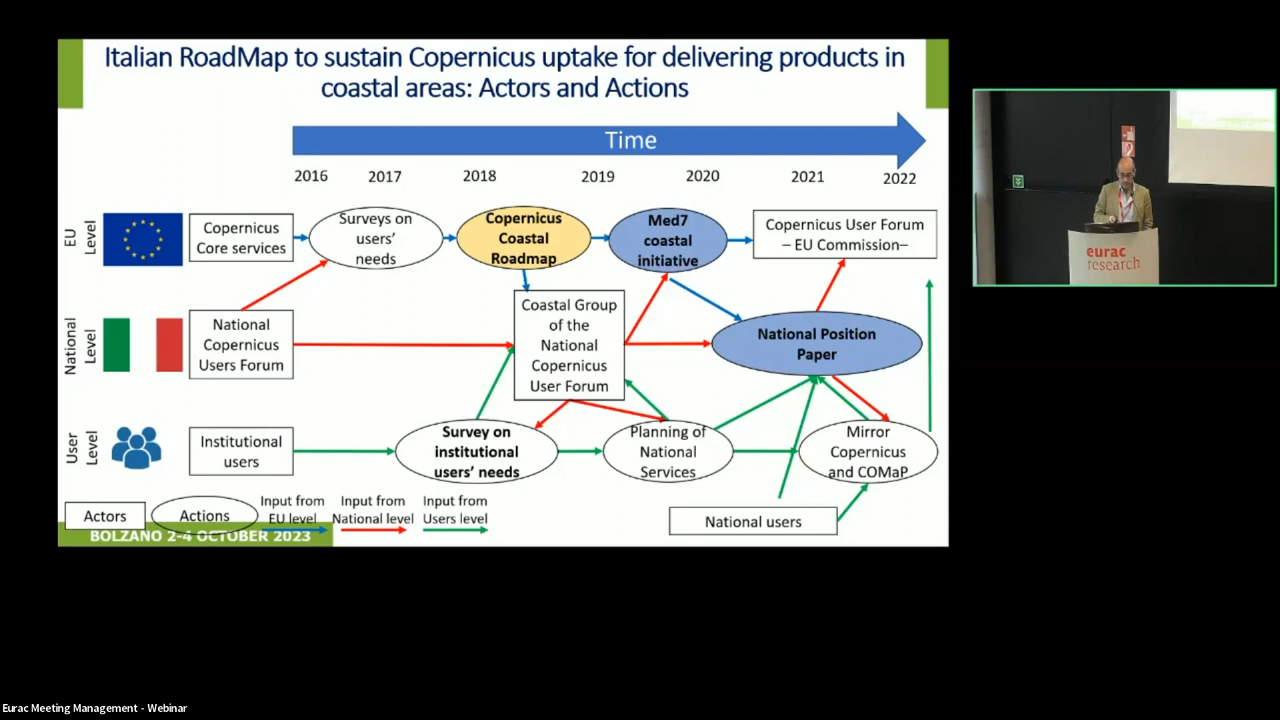 Italian RoadMap to sustain Copernicus uptake for delivering products in
coastal areas: Actors and Actions
Time
2016
2017
2018
2019
2020
2021
2022
EU
Level
Copernicus
Core services
Surveys on
users'
needs
Copernicus
Coastal
Roadmap
Med7
coastal
initiative
Copernicus User Forum
– EU Commission–
National
Level
National
Copernicus
Users Forum
Coastal Group
of the
National
Copernicus
User Forum
National Position
Paper
User
Level
Institutional
users
Survey on
institutional
users' needs
Planning of
National
Services
Mirror
Copernicus
and COMaP
National users
Actors
Actions
Input from
EU level
Input from
National level
Input from
Users level
BOLZANO 2-4 OCTOBER 2023
eurac
research
Eurac Meeting Management - Webinar